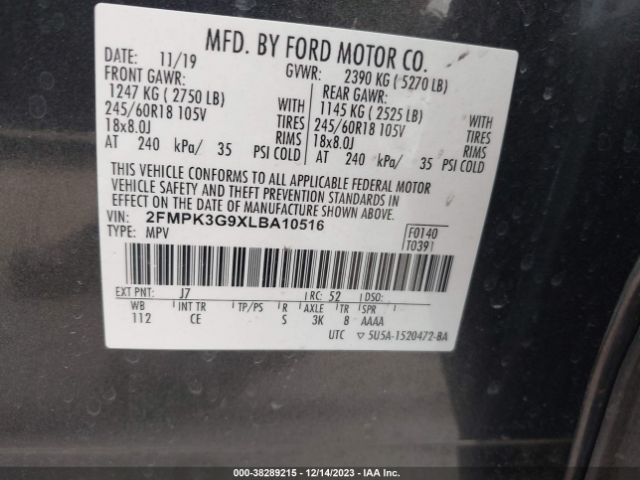 MFD. BY FORD MOTOR CO.
DATE: 11/19 GVWR: 2390 KG ( 5270 LB)
FRONT GAWR: REAR GAWR:
1247 KG ( 2750 LB) WITH 1145 KG ( 2525 LB) WITH
245/60R18 105V TIRES 245/60R18 105V TIRES
18x8.0J RIMS 18x8.0J RIMS
AT 240 kPa/ 35 PSI COLD AT 240 kPa/ 35 PSI COLD
THIS VEHICLE CONFORMS TO ALL APPLICABLE FEDERAL MOTOR
VEHICLE SAFETY AND THEFT PREVENTION STANDARDS IN
EFFECT ON THE DATE OF MANUFACTURE SHOWN ABOVE.
VIN: 2FMPK3G9XLBA10516
TYPE: MPV F0140
T0391
EXT PNT: J7 RC: 52 DSO:
WB INT TR TP/PS R AXLE TR SPR
112 CE S 3K 8 AAAA
UTC ▽ 5U5A-1520472-BA
000-38289215 - 12/14/2023 - IAA Inc.